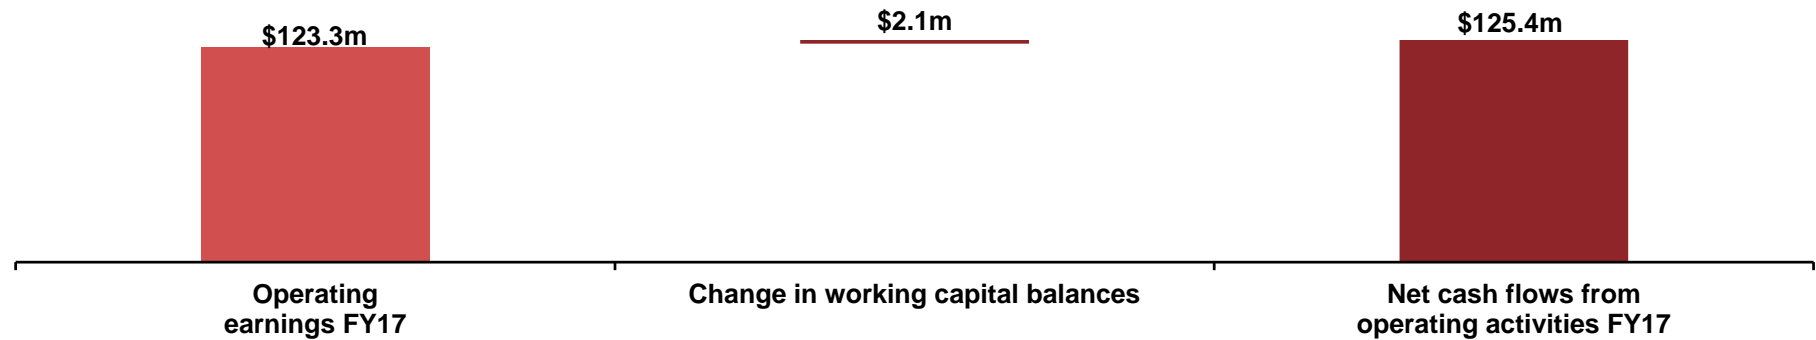 $123.3m
$2.1m
$125.4m
Operating
earnings FY17
Change in working capital balances
Net cash flows from
operating activities FY17